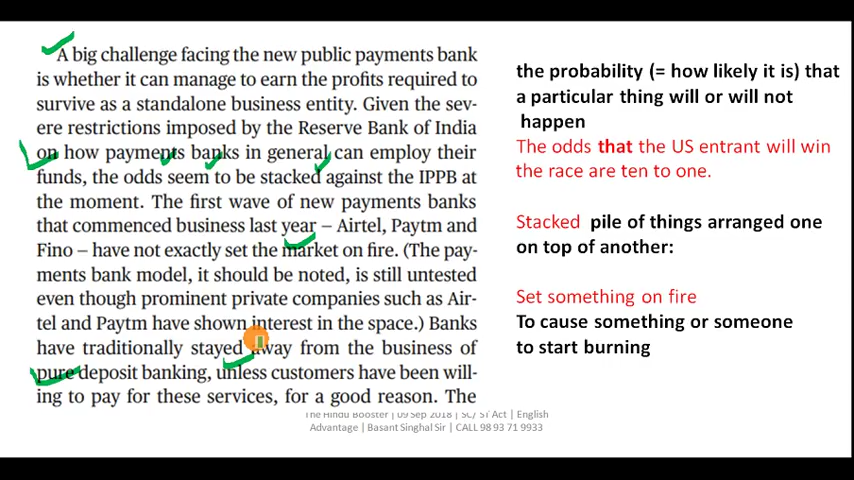 A big challenge facing the new public payments bank
is whether it can manage to earn the profits required to
survive as a standalone business entity. Given the sev-
ere restrictions imposed by the Reserve Bank of India
on how payments banks in general can employ their
funds, the odds seem to be stacked against the IPPB at
the moment. The first wave of new payments banks
that commenced business last year – Airtel, Paytm and
Fino – have not exactly set the market on fire. (The pay-
ments bank model, it should be noted, is still untested
even though prominent private companies such as Air-
tel and Paytm have shown interest in the space.) Banks
have traditionally stayed away from the business of
pure deposit banking, unless customers have been will-
ing to pay for these services, for a good reason. The
the probability (= how likely it is) that
a particular thing will or will not
happen
The odds that the US entrant will win
the race are ten to one.
Stacked pile of things arranged one
on top of another:
Set something on fire
To cause something or someone
to start burning
The Hindu Booster | 09 Sep 2018 | SC/ ST Act | English
Advantage | Basant Singhal Sir | CALL 98 93 71 9933